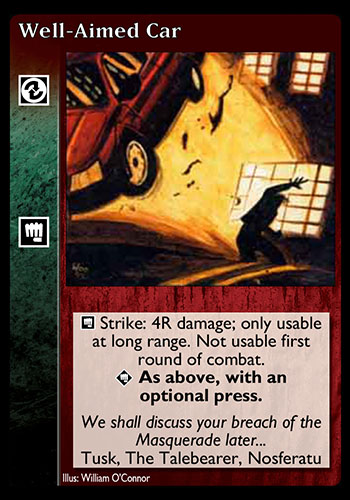 Well-Aimed Car
Strike: 4R damage; only usable
at long range. Not usable first
round of combat.
As above, with an
optional press.
We shall discuss your breach of the
Masquerade later...
Tusk, The Talebearer, Nosferatu
Illus: William O'Connor